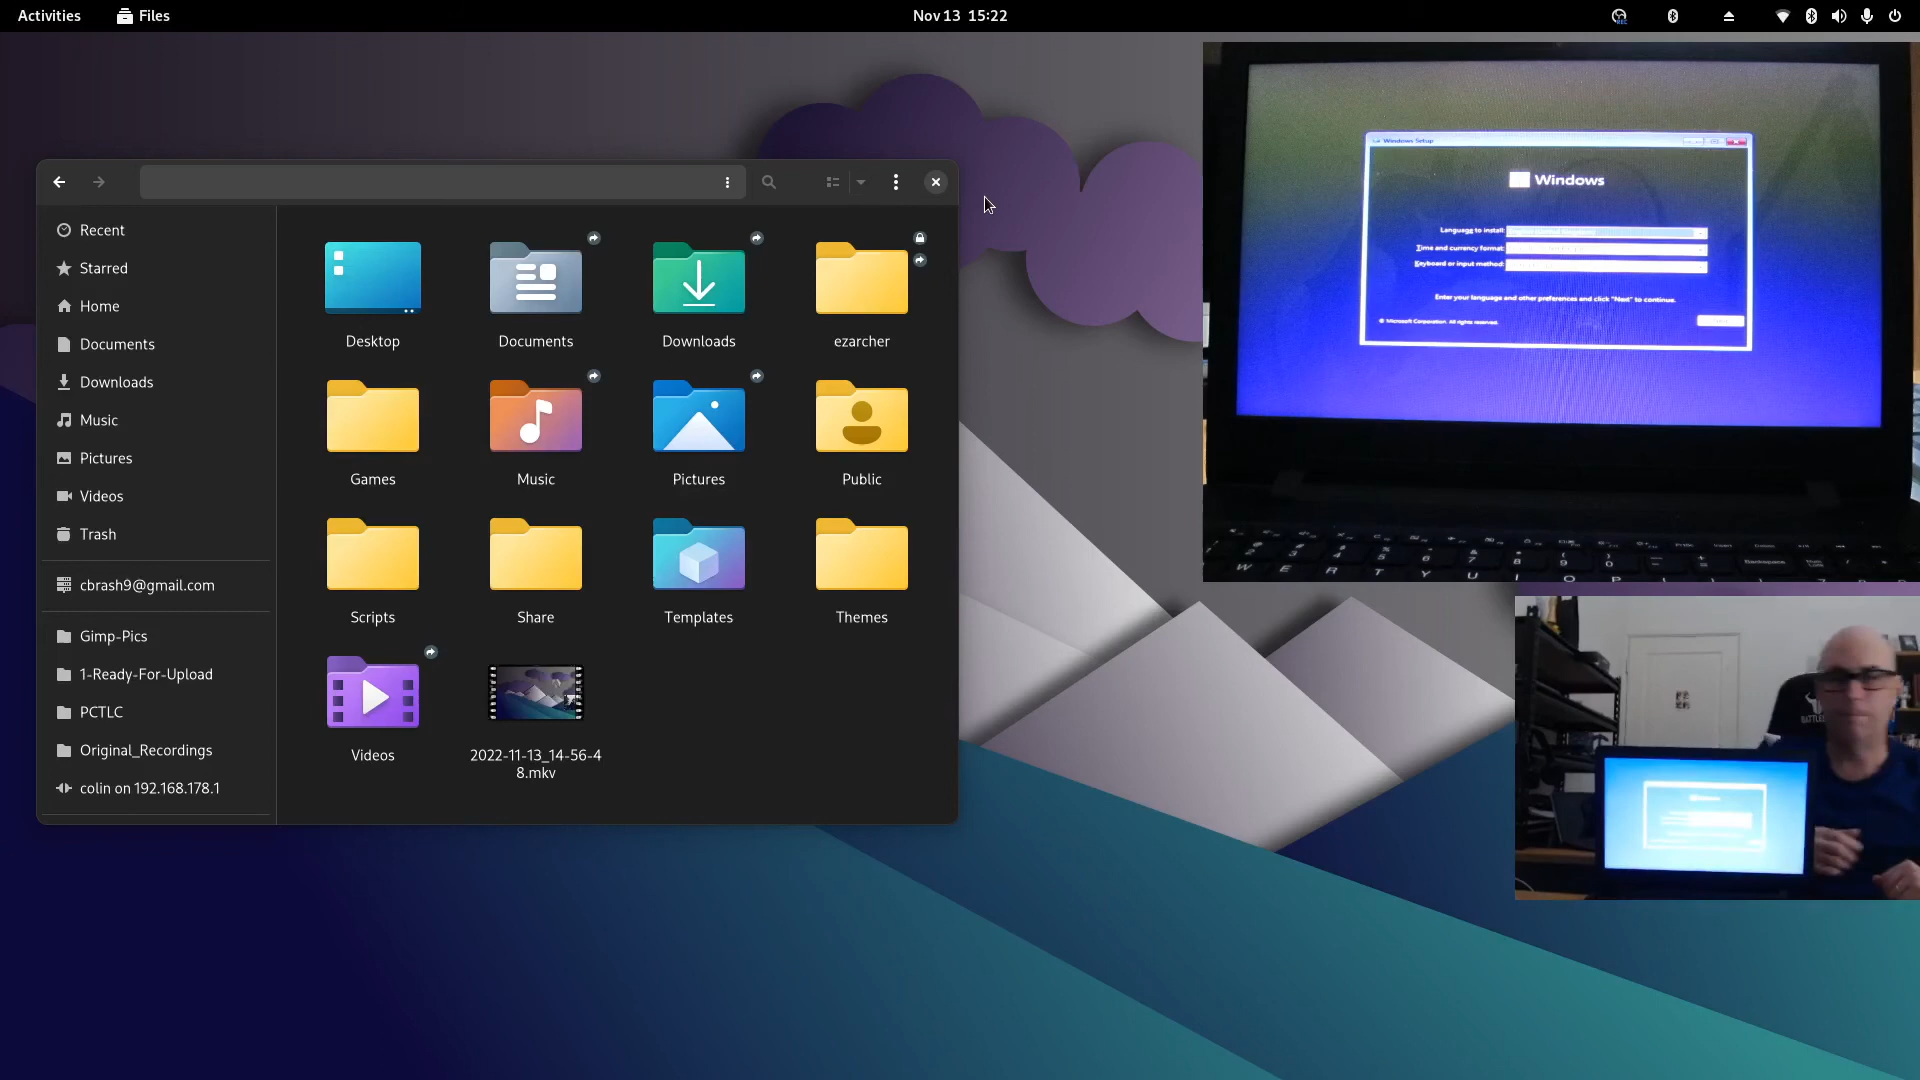 Activities
Files
Nov 13 15:22
Recent
Starred
Home
Documents
Downloads
Music
Pictures
Videos
Trash
cbrash9@gmail.com
Gimp-Pics
1-Ready-For-Upload
PCTLC
Original_Recordings
colin on 192.168.178.1
Desktop
Documents
Downloads
ezarcher
Games
Music
Pictures
Public
Scripts
Share
Templates
Themes
Videos
2022-11-13_14-56-4
8.mkv
Windows Setup
Windows
Language to install:
Time and currency format:
Keyboard or input method:
Enter your language and other preferences and click "Next" to continue.
© Microsoft Corporation. All rights reserved.
W E R T Y U I O P